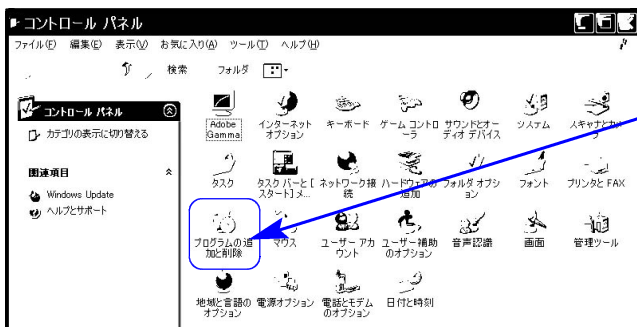 コントロール パネル
ファイル(F) 編集(E) 表示(V) お気に入り(A) ツール(T) ヘルプ(H)
検索 フォルダ
コントロール パネル
カテゴリの表示に切り替える
関連項目
Windows Update
ヘルプとサポート
Adobe Gamma
インターネット オプション
キーボード
ゲーム コントローラ
サウンドとオーディオ デバイス
システム
スキャナとカメラ
タスク
タスク バーと [スタート] メ...
ネットワーク接続
ハードウェアの追加
フォルダ オプション
フォント
プリンタと FAX
プログラムの追加と削除
マウス
ユーザー アカウント
ユーザー補助のオプション
音声認識
画面
管理ツール
地域と言語のオプション
電源オプション
電話とモデムのオプション
日付と時刻